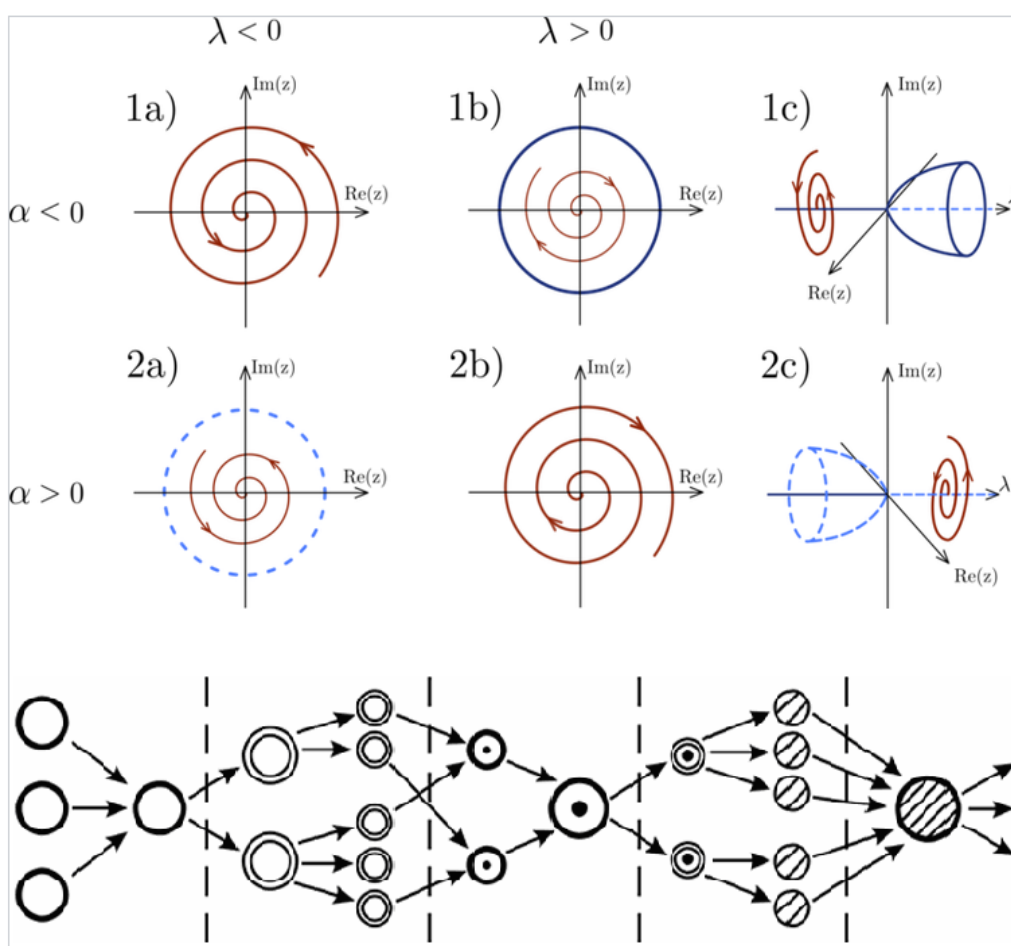 λ < 0
λ > 0
1a)
Im(z)
Re(z)
1b)
Im(z)
Re(z)
1c)
Im(z)
Re(z)
α < 0
2a)
Im(z)
Re(z)
2b)
Im(z)
Re(z)
2c)
Im(z)
λ
Re(z)
α > 0